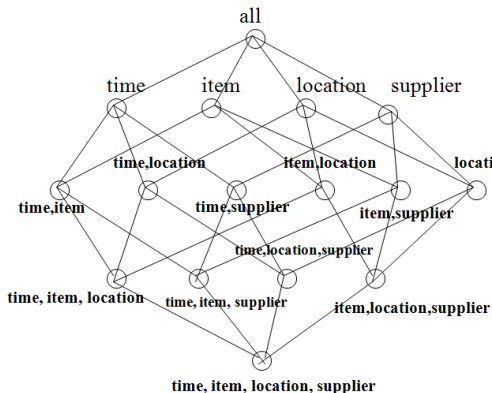 all
time
item
location
supplier
time,location
item,location
locati
time,item
time,supplier
item,supplier
time,location,supplier
time, item, location
time, item, supplier
item,location,supplier
time, item, location, supplier